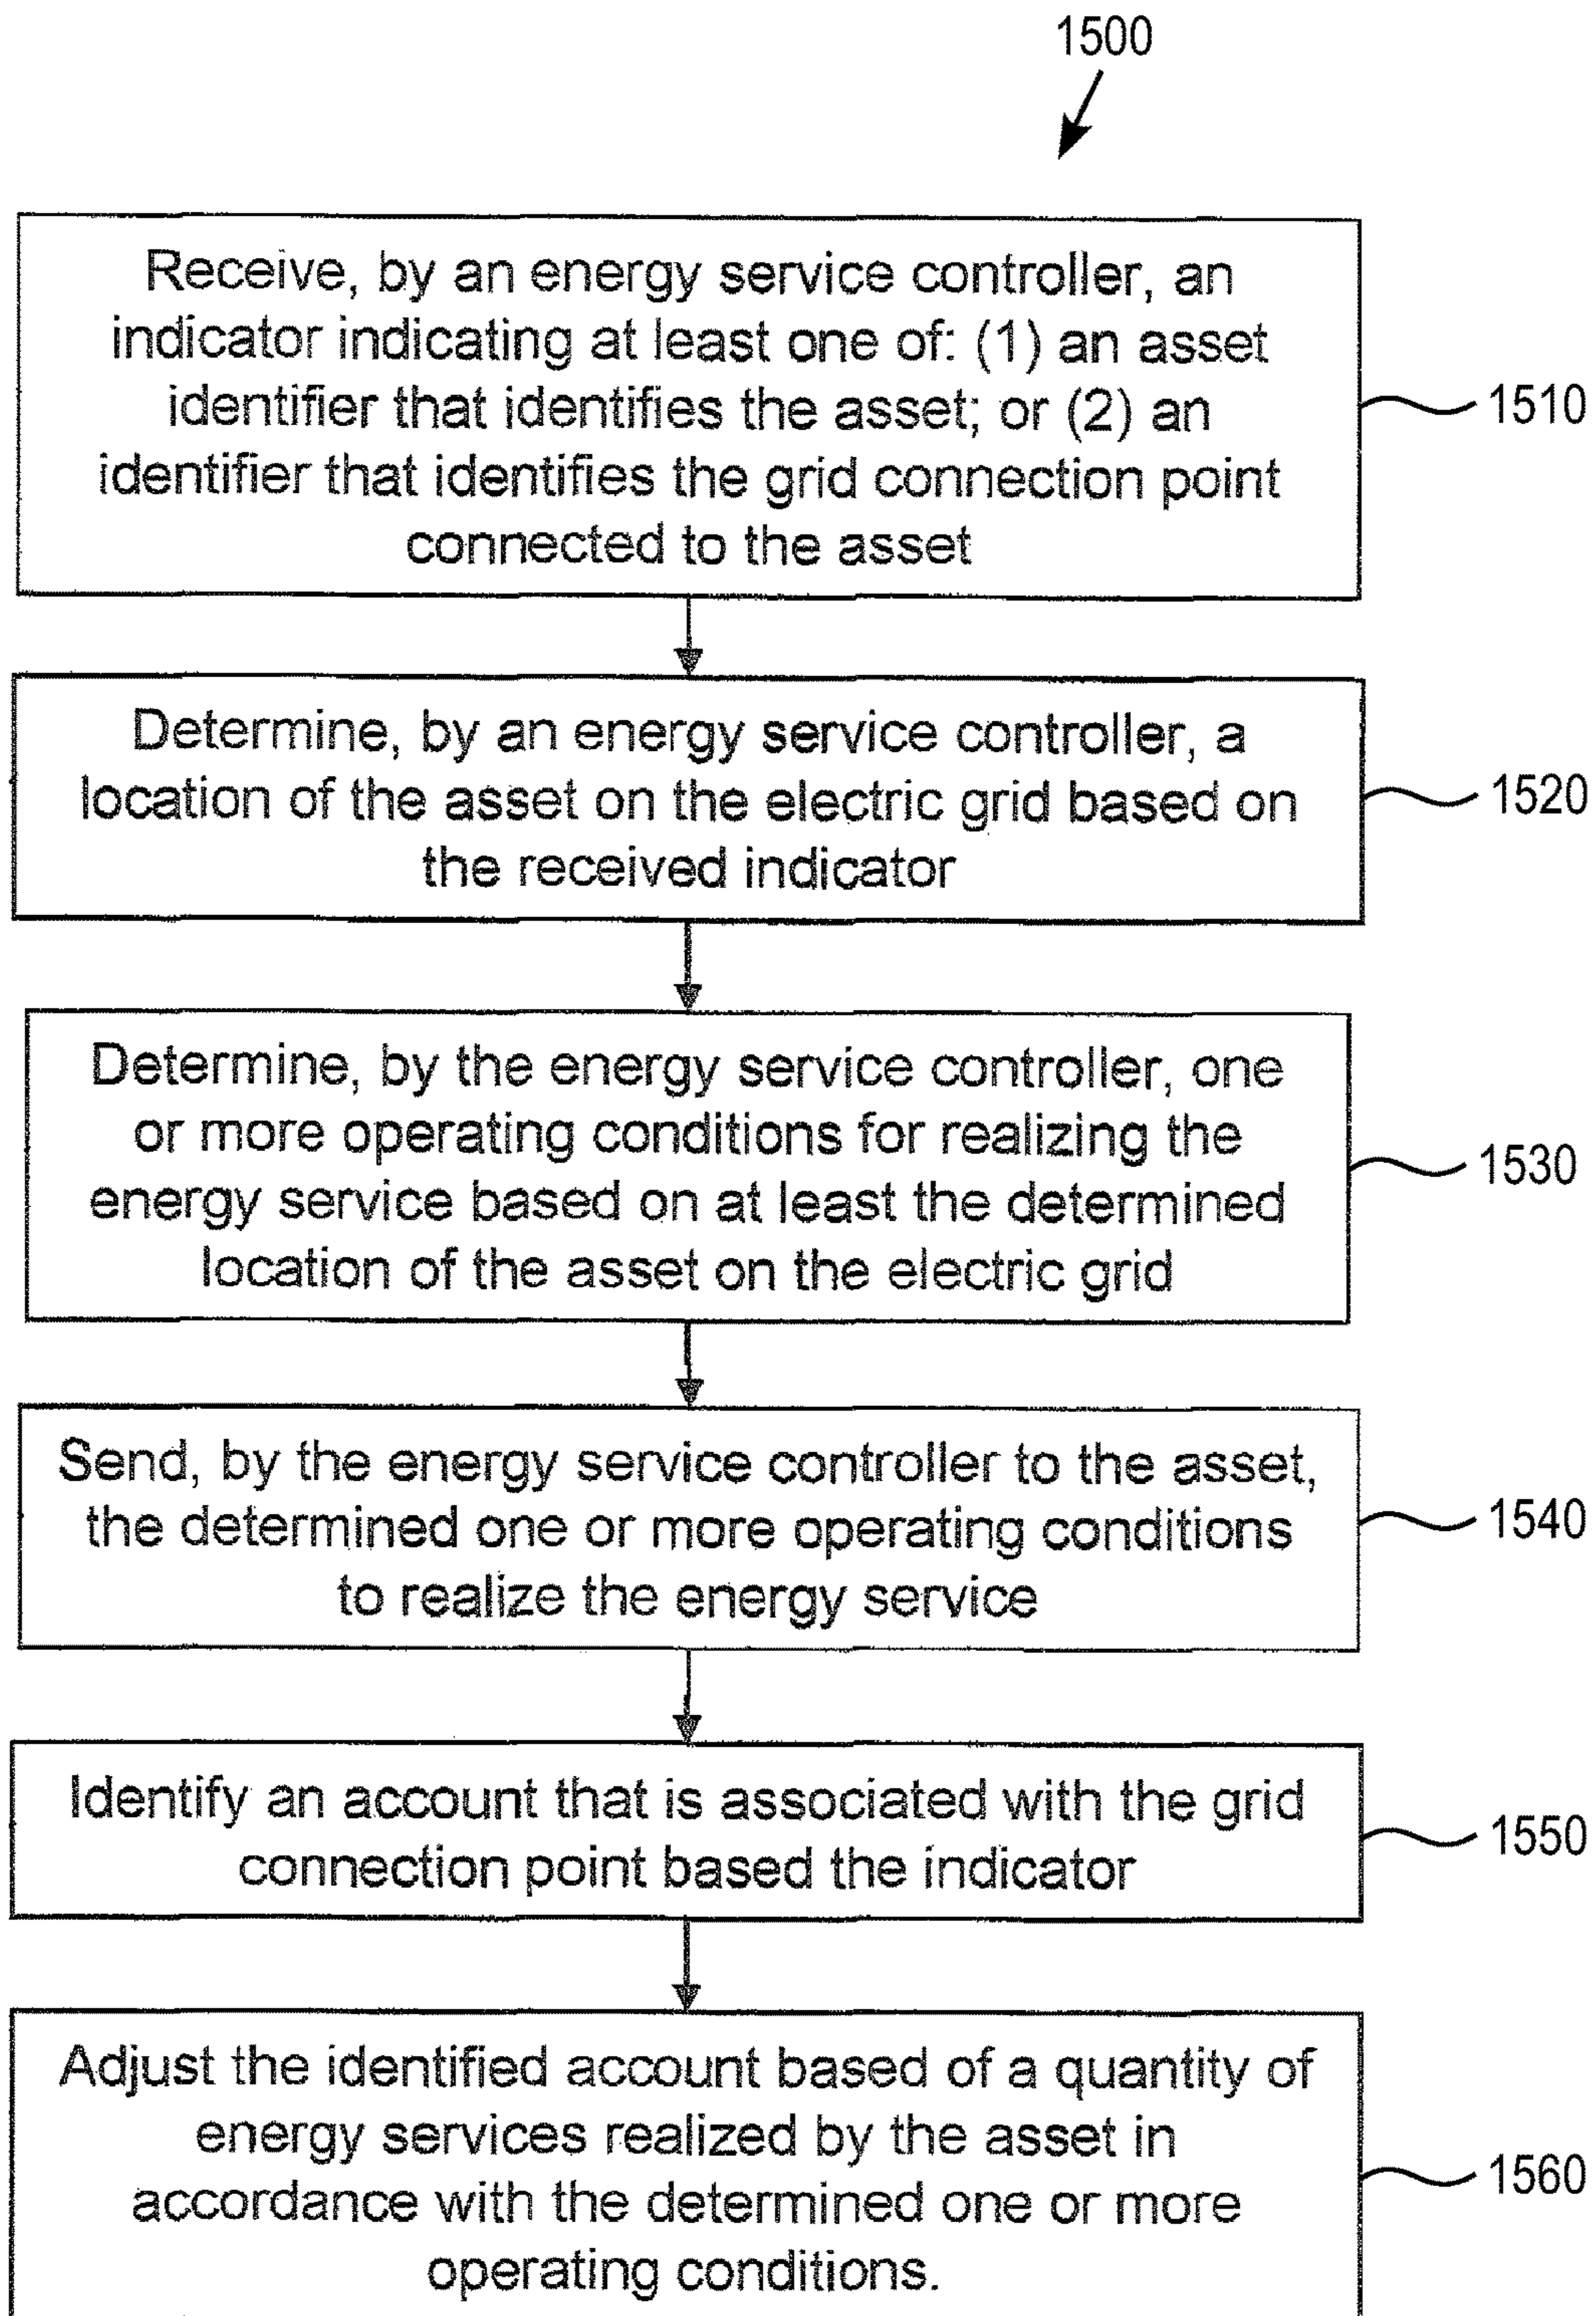 1500
Receive, by an energy service controller, an
indicator indicating at least one of: (1) an asset
identifier that identifies the asset; or (2) an
identifier that identifies the grid connection point
connected to the asset
1510
Determine, by an energy service controller, a
location of the asset on the electric grid based on
the received indicator
1520
Determine, by the energy service controller, one
or more operating conditions for realizing the
energy service based on at least the determined
location of the asset on the electric grid
1530
Send, by the energy service controller to the asset,
the determined one or more operating conditions
to realize the energy service
1540
Identify an account that is associated with the grid
connection point based the indicator
1550
Adjust the identified account based of a quantity of
energy services realized by the asset in
accordance with the determined one or more
operating conditions.
1560